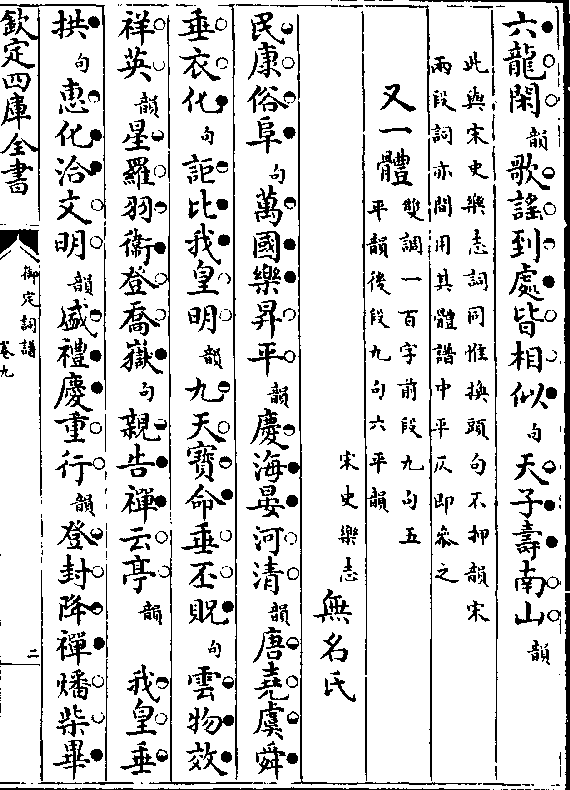 六龍閑韻歌謠到處皆相似句天子壽南山韻
此與宋史樂志詞同惟換頭句不押韻宋
兩段詞亦間用其體譜中平仄即叅之
又一體雙調一百字前段九句五
平韻後段九句六平韻
宋史樂志無名氏
民康俗阜句萬國樂昇平韻慶海晏河清韻唐堯虞舜
垂衣化句詎比我皇明韻九天寶命垂丕貺句雲物效
祥英韻星羅羽衞登喬嶽句親告禪云亭韻 我皇垂
拱句惠化洽文明韻盛禮慶重行韻登封降禪燔柴畢
欽定四庫全書
御定詞譜
卷九
二